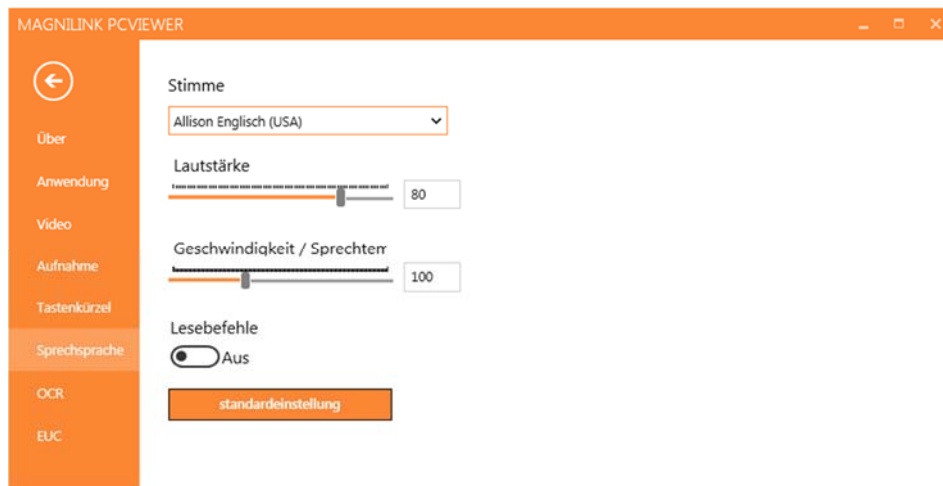 MAGNILINK PCVIEWER
Über
Anwendung
Video
Aufnahme
Tastenkürzel
Sprechsprache
OCR
EUC
Stimme
Allison Englisch (USA)
Lautstärke
80
Geschwindigkeit / Sprechtem
100
Lesebefehle
Aus
standardeinstellung